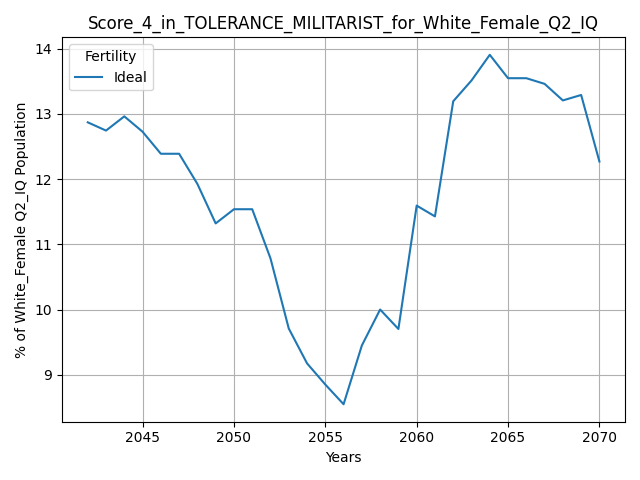 Score_4_in_TOLERANCE_MILITARIST_for_White_Female_Q2_IQ
Fertility
Ideal
% of White_Female Q2_IQ Population
14
13
12
11
10
9
2045 2050 2055 2060 2065 2070
Years